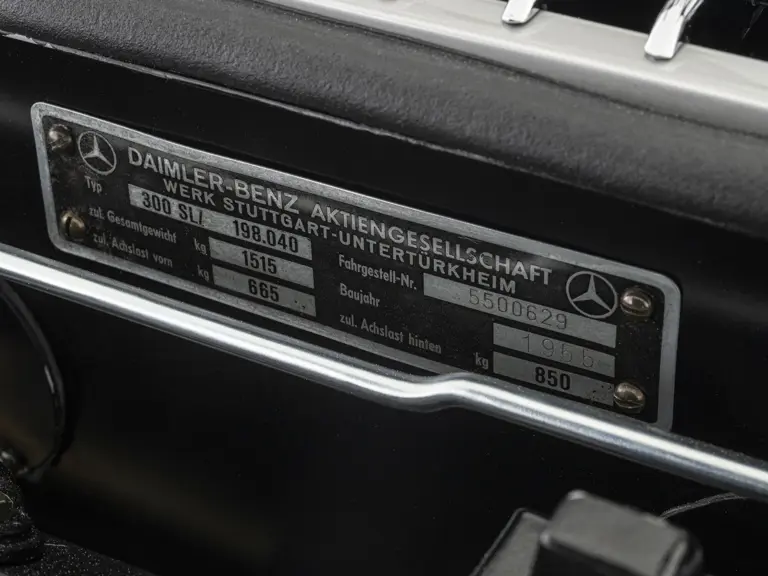 DAIMLER-BENZ AKTIENGESELLSCHAFT
WERK STUTTGART-UNTERTÜRKHEIM
Typ 300 SL/ 198.040
Fahrgestell-Nr. 5500629
zul. Gesamtgewicht kg 1515
Baujahr 1955
zul. Achslast vorn kg 665
zul. Achslast hinten kg 850